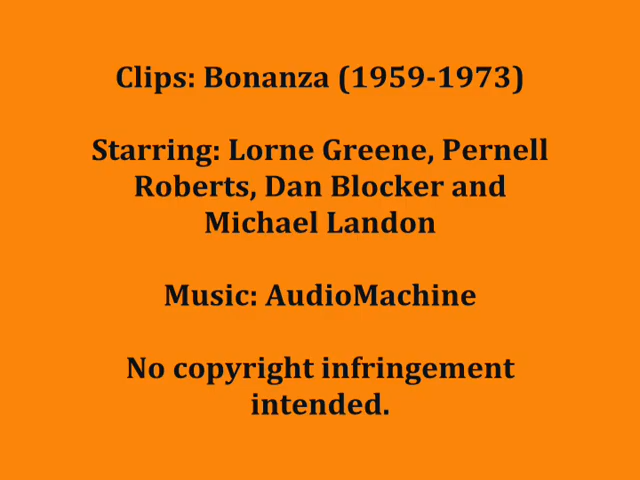 Clips: Bonanza (1959-1973)
Starring: Lorne Greene, Pernell
Roberts, Dan Blocker and
Michael Landon
Music: AudioMachine
No copyright infringement
intended.